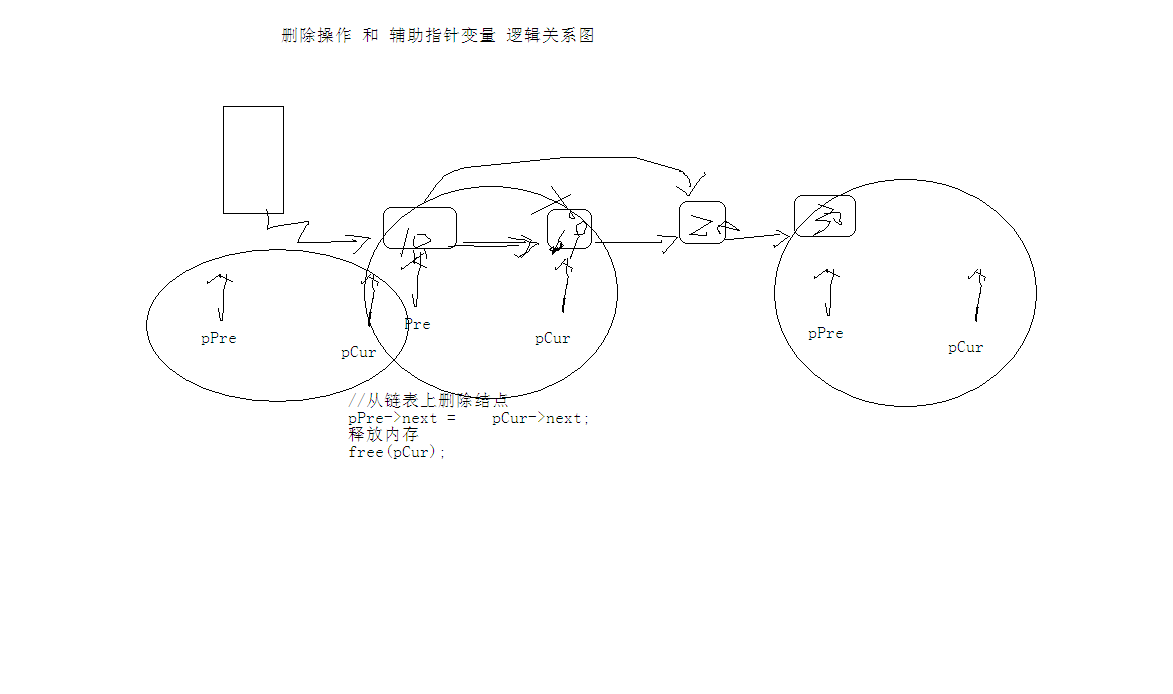 删除操作 和 辅助指针变量 逻辑关系图
pPre
pCur
Pre
pCur
pPre
pCur
//从链表上删除结点
pPre->next = pCur->next;
释放内存
free(pCur);